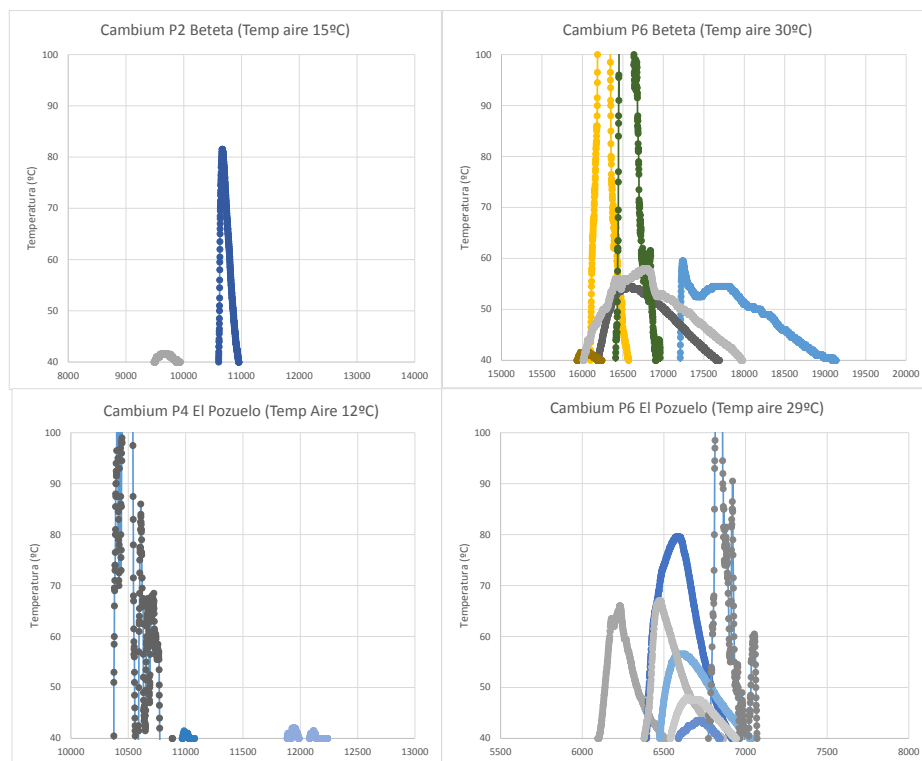 Cambium P2 Beteta (Temp aire 15ºC)
Temperatura (ºC)
100
90
80
70
60
50
40
8000 9000 10000 11000 12000 13000 14000
Cambium P6 Beteta (Temp aire 30ºC)
Temperatura (ºC)
100
90
80
70
60
50
40
15000 15500 16000 16500 17000 17500 18000 18500 19000 19500 20000
Cambium P4 El Pozuelo (Temp Aire 12ºC)
Temperatura (ºC)
100
90
80
70
60
50
40
10000 10500 11000 11500 12000 12500 13000
Cambium P6 El Pozuelo (Temp aire 29ºC)
Temperatura (ºC)
100
90
80
70
60
50
40
5500 6000 6500 7000 7500 8000